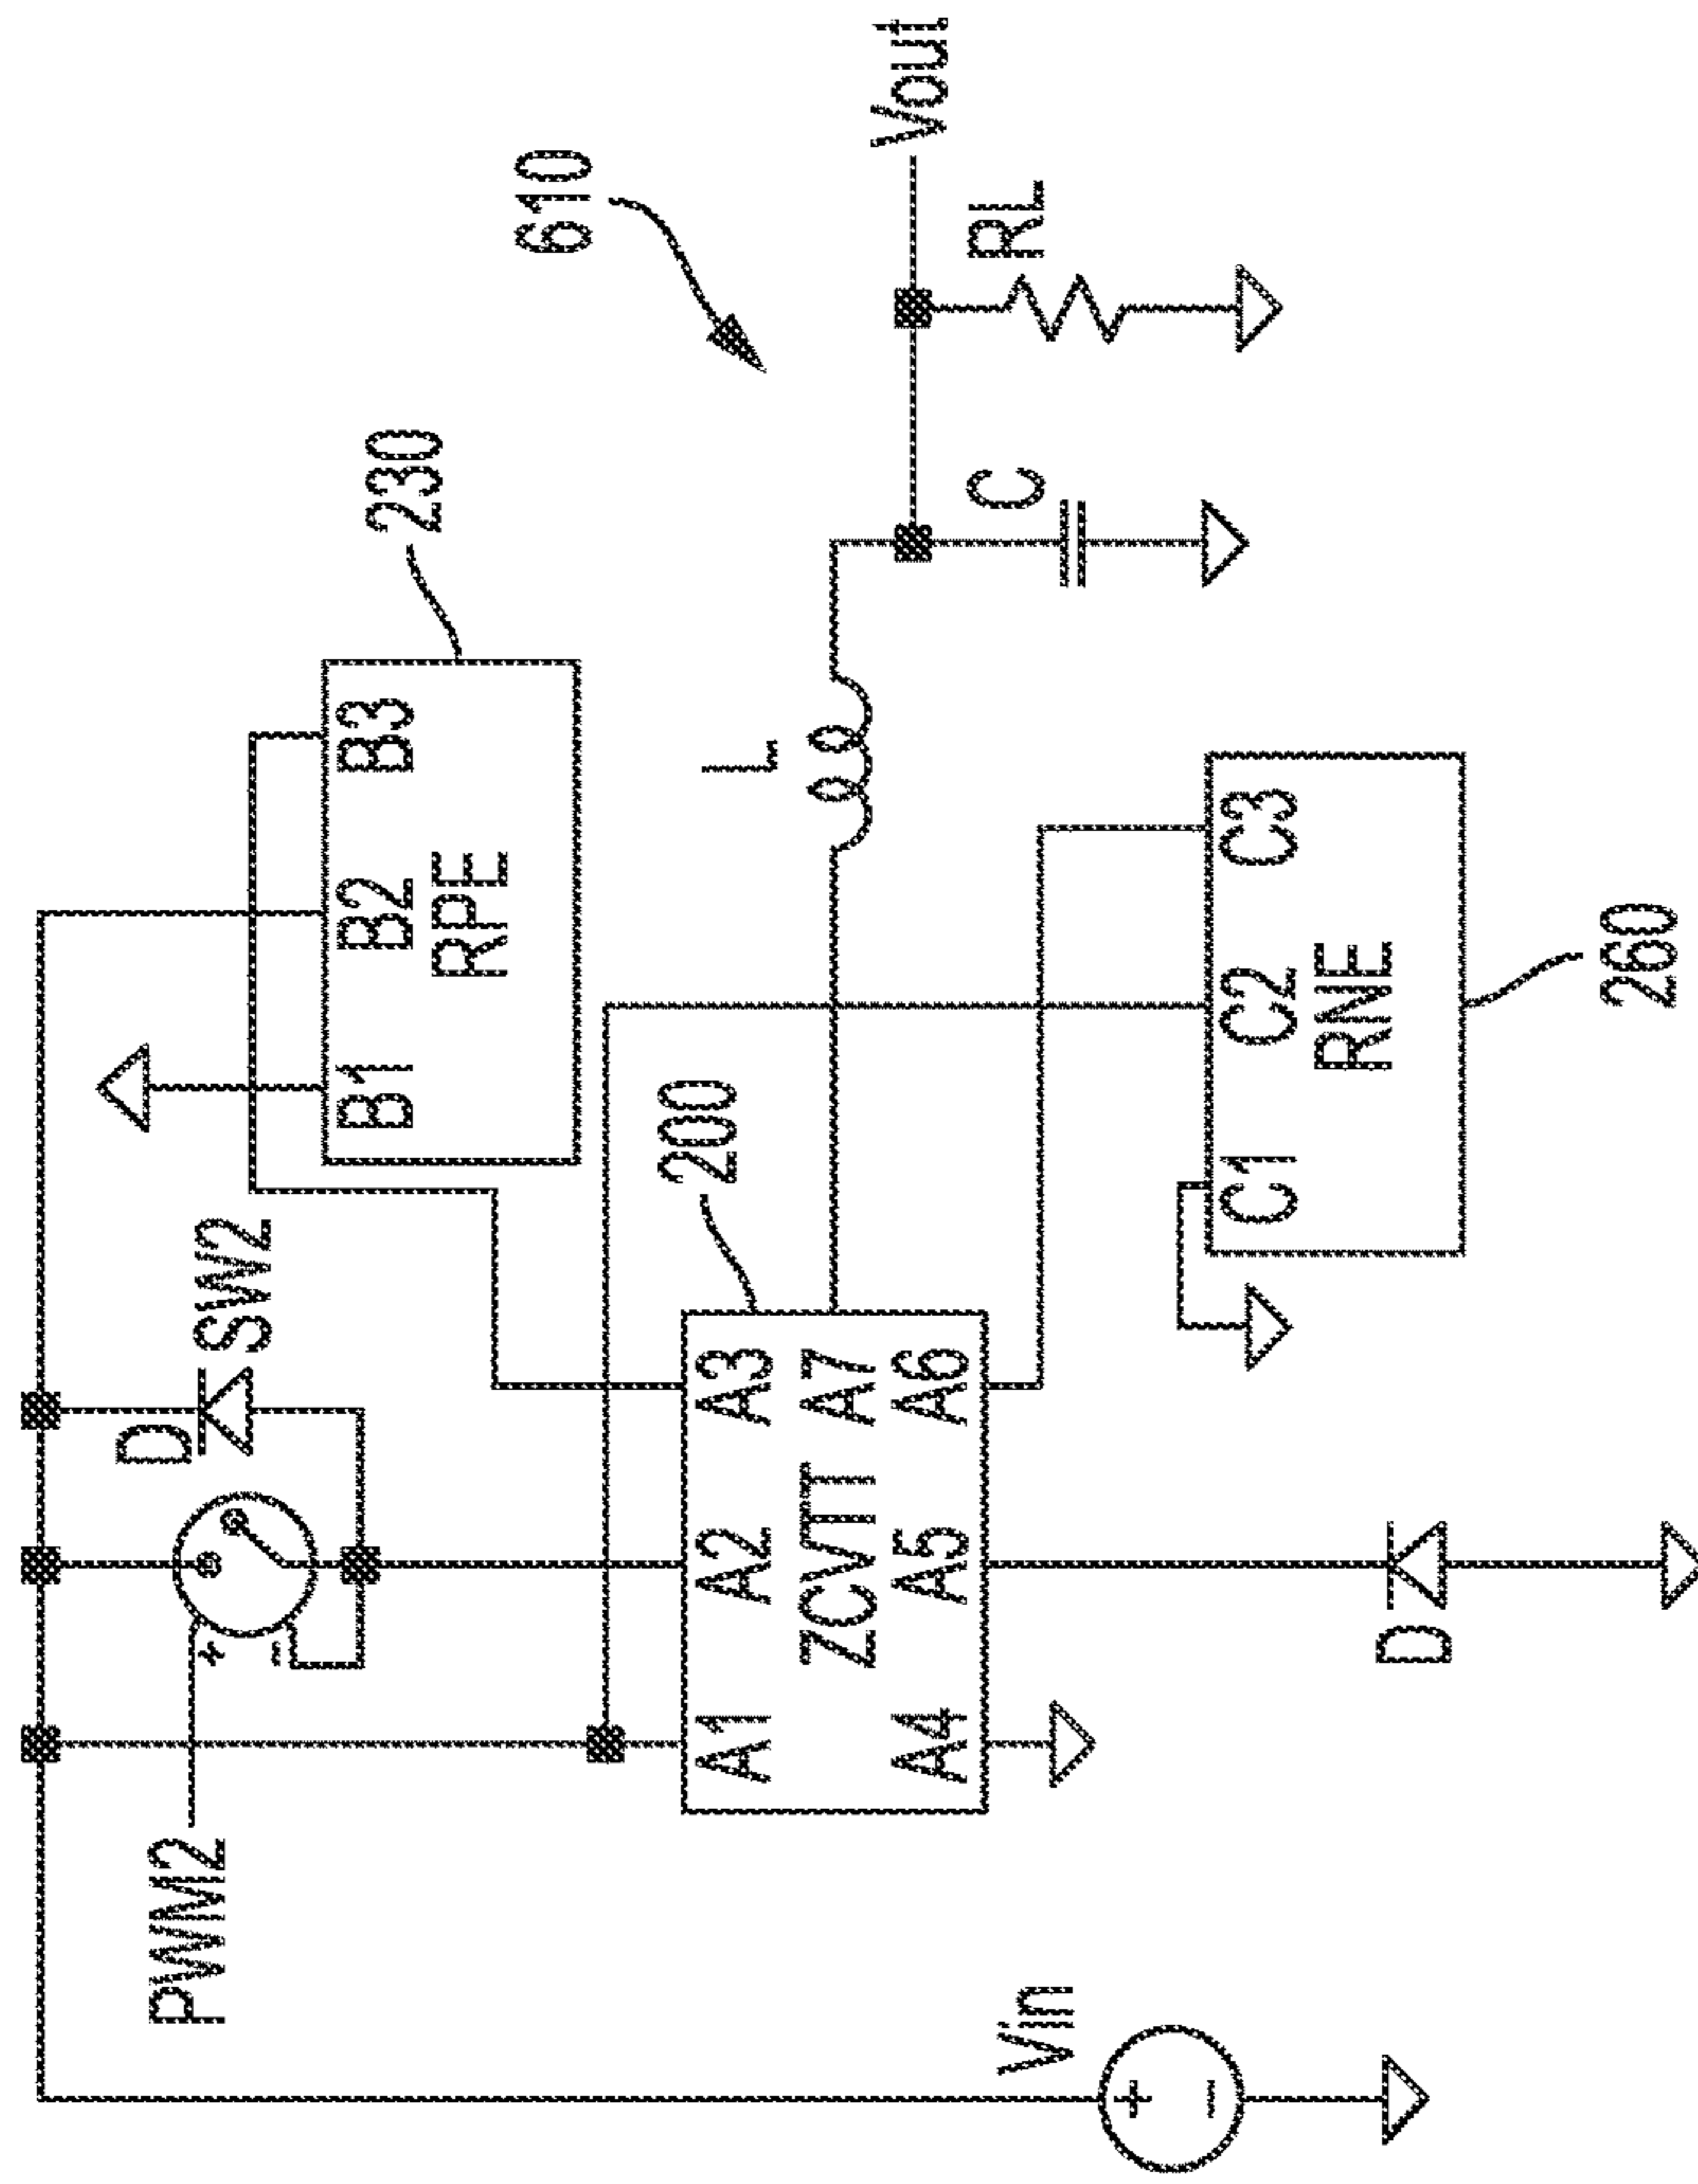 D
PWM2
SW2
+
−
B1 B2 B3
230
RPE
610
200
A1 A2 A3
L
ZCVTT A7
Vout
A4 A5 A6
C
RL
Vin
+
−
C1 C2 C3
RNE
D
260